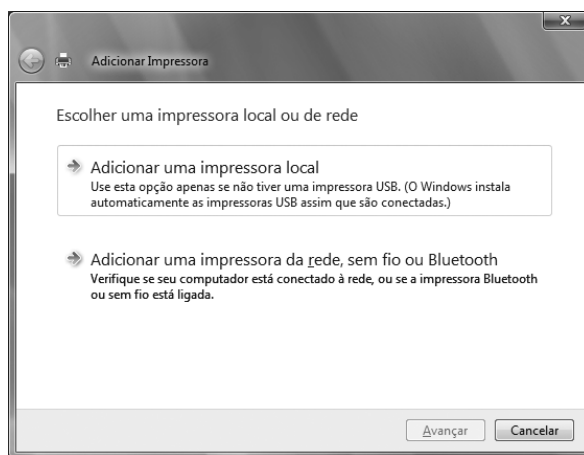 Adicionar Impressora
Escolher uma impressora local ou de rede
Adicionar uma impressora local
Use esta opção apenas se não tiver uma impressora USB. (O Windows instala
automaticamente as impressoras USB assim que são conectadas.)
Adicionar uma impressora da rede, sem fio ou Bluetooth
Verifique se seu computador está conectado à rede, ou se a impressora Bluetooth
ou sem fio está ligada.
Avançar Cancelar